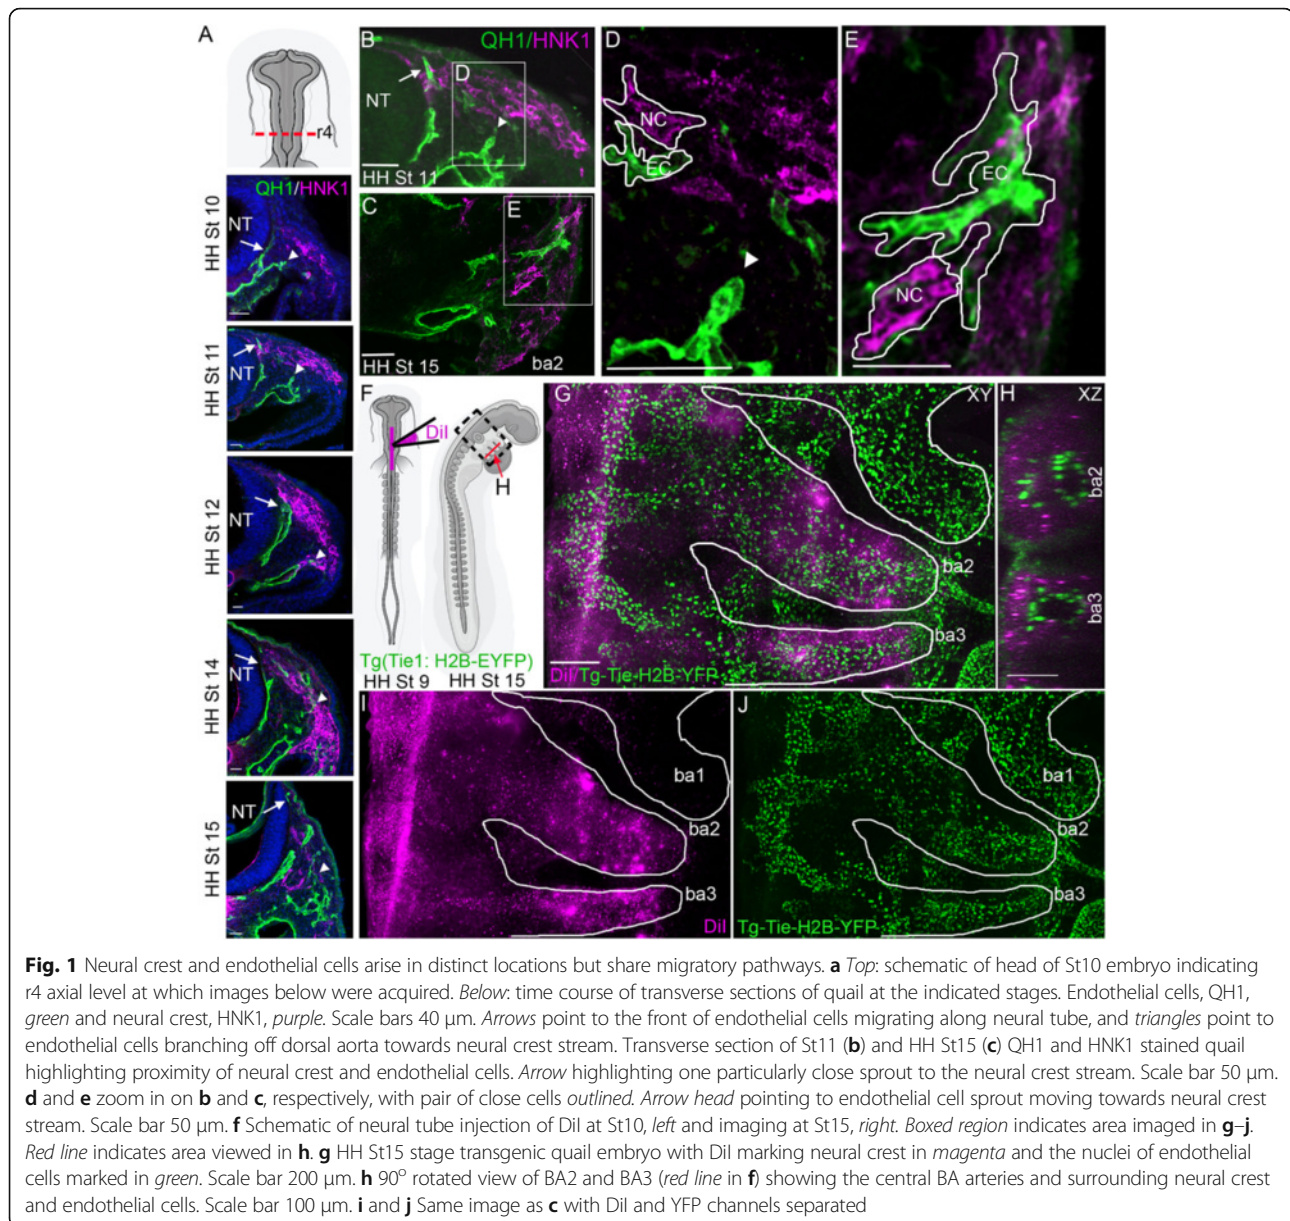 A
r4
QH1/HNK1
NT
HH St 10
NT
HH St 11
NT
HH St 12
NT
HH St 14
NT
HH St 15
B
QH1/HNK1
NT
D
HH St 11
C
E
HH St 15
ba2
D
NC
EC
E
EC
NC
F
DiI
H
Tg(Tie1: H2B-EYFP)
HH St 9
HH St 15
G
XY
ba2
ba3
DiI/Tg-Tie-H2B-YFP
H
XZ
ba2
ba3
I
ba1
ba2
ba3
DiI
J
ba1
ba2
ba3
Tg-Tie-H2B-YFP
Fig. 1 Neural crest and endothelial cells arise in distinct locations but share migratory pathways. a Top: schematic of head of St10 embryo indicating
r4 axial level at which images below were acquired. Below: time course of transverse sections of quail at the indicated stages. Endothelial cells, QH1,
green and neural crest, HNK1, purple. Scale bars 40 μm. Arrows point to the front of endothelial cells migrating along neural tube, and triangles point to
endothelial cells branching off dorsal aorta towards neural crest stream. Transverse section of St11 (b) and HH St15 (c) QH1 and HNK1 stained quail
highlighting proximity of neural crest and endothelial cells. Arrow highlighting one particularly close sprout to the neural crest stream. Scale bar 50 μm.
d and e zoom in on b and c, respectively, with pair of close cells outlined. Arrow head pointing to endothelial cell sprout moving towards neural crest
stream. Scale bar 50 μm. f Schematic of neural tube injection of DiI at St10, left and imaging at St15, right. Boxed region indicates area imaged in g–j.
Red line indicates area viewed in h. g HH St15 stage transgenic quail embryo with DiI marking neural crest in magenta and the nuclei of endothelial
cells marked in green. Scale bar 200 μm. h 90° rotated view of BA2 and BA3 (red line in f) showing the central BA arteries and surrounding neural crest
and endothelial cells. Scale bar 100 μm. i and j Same image as c with DiI and YFP channels separated